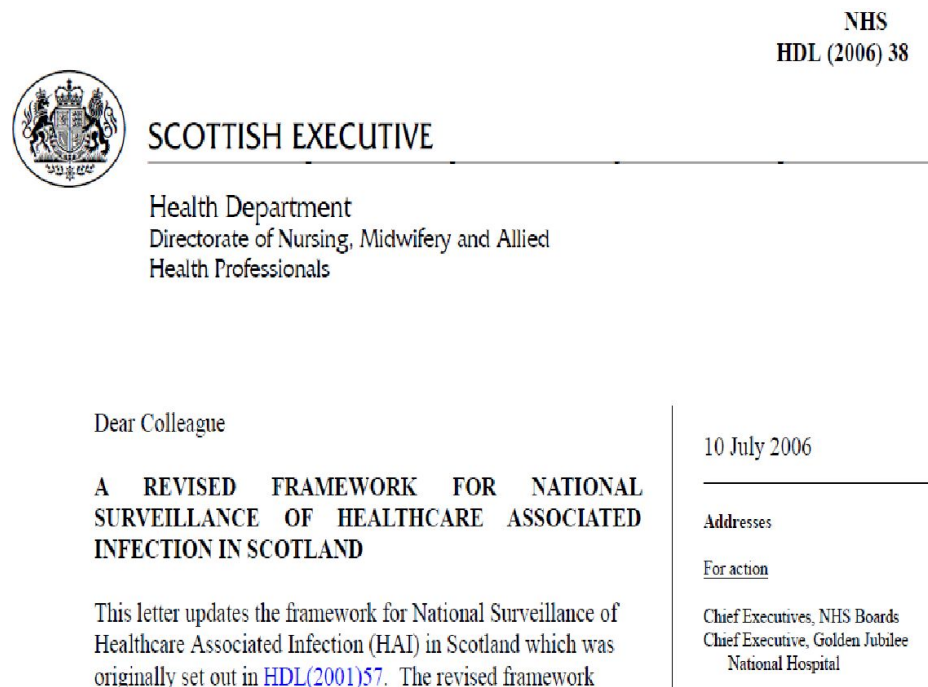 NHS
HDL (2006) 38
SCOTTISH EXECUTIVE
Health Department
Directorate of Nursing, Midwifery and Allied
Health Professionals
Dear Colleague
A REVISED FRAMEWORK FOR NATIONAL
SURVEILLANCE OF HEALTHCARE ASSOCIATED
INFECTION IN SCOTLAND
This letter updates the framework for National Surveillance of
Healthcare Associated Infection (HAI) in Scotland which was
originally set out in HDL(2001)57. The revised framework
10 July 2006
Addresses
For action
Chief Executives, NHS Boards
Chief Executive, Golden Jubilee
National Hospital